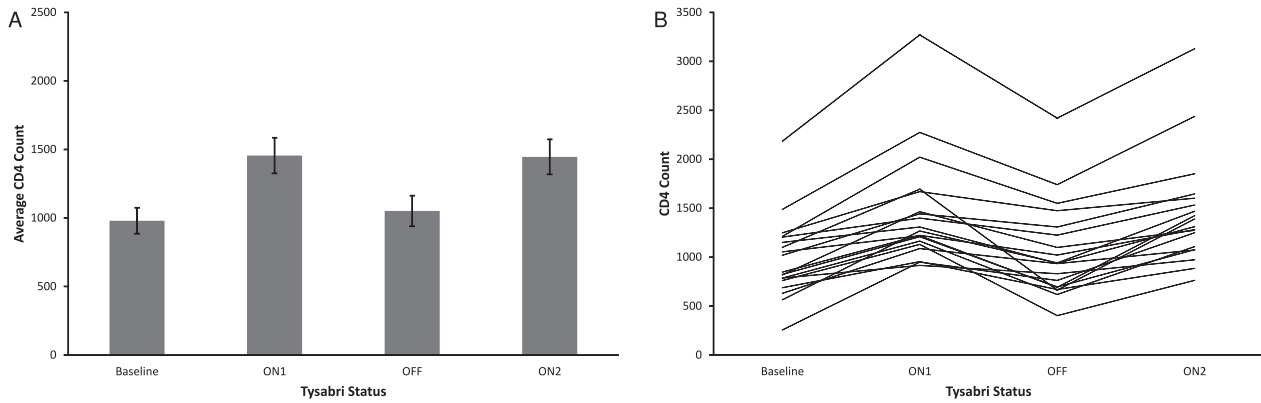 A
2500
2000
1500
1000
500
0
Average CD4 Count
Baseline ON1 OFF ON2
Tysabri Status
B
3500
3000
2500
2000
1500
1000
500
0
CD4 Count
Baseline ON1 OFF ON2
Tysabri Status